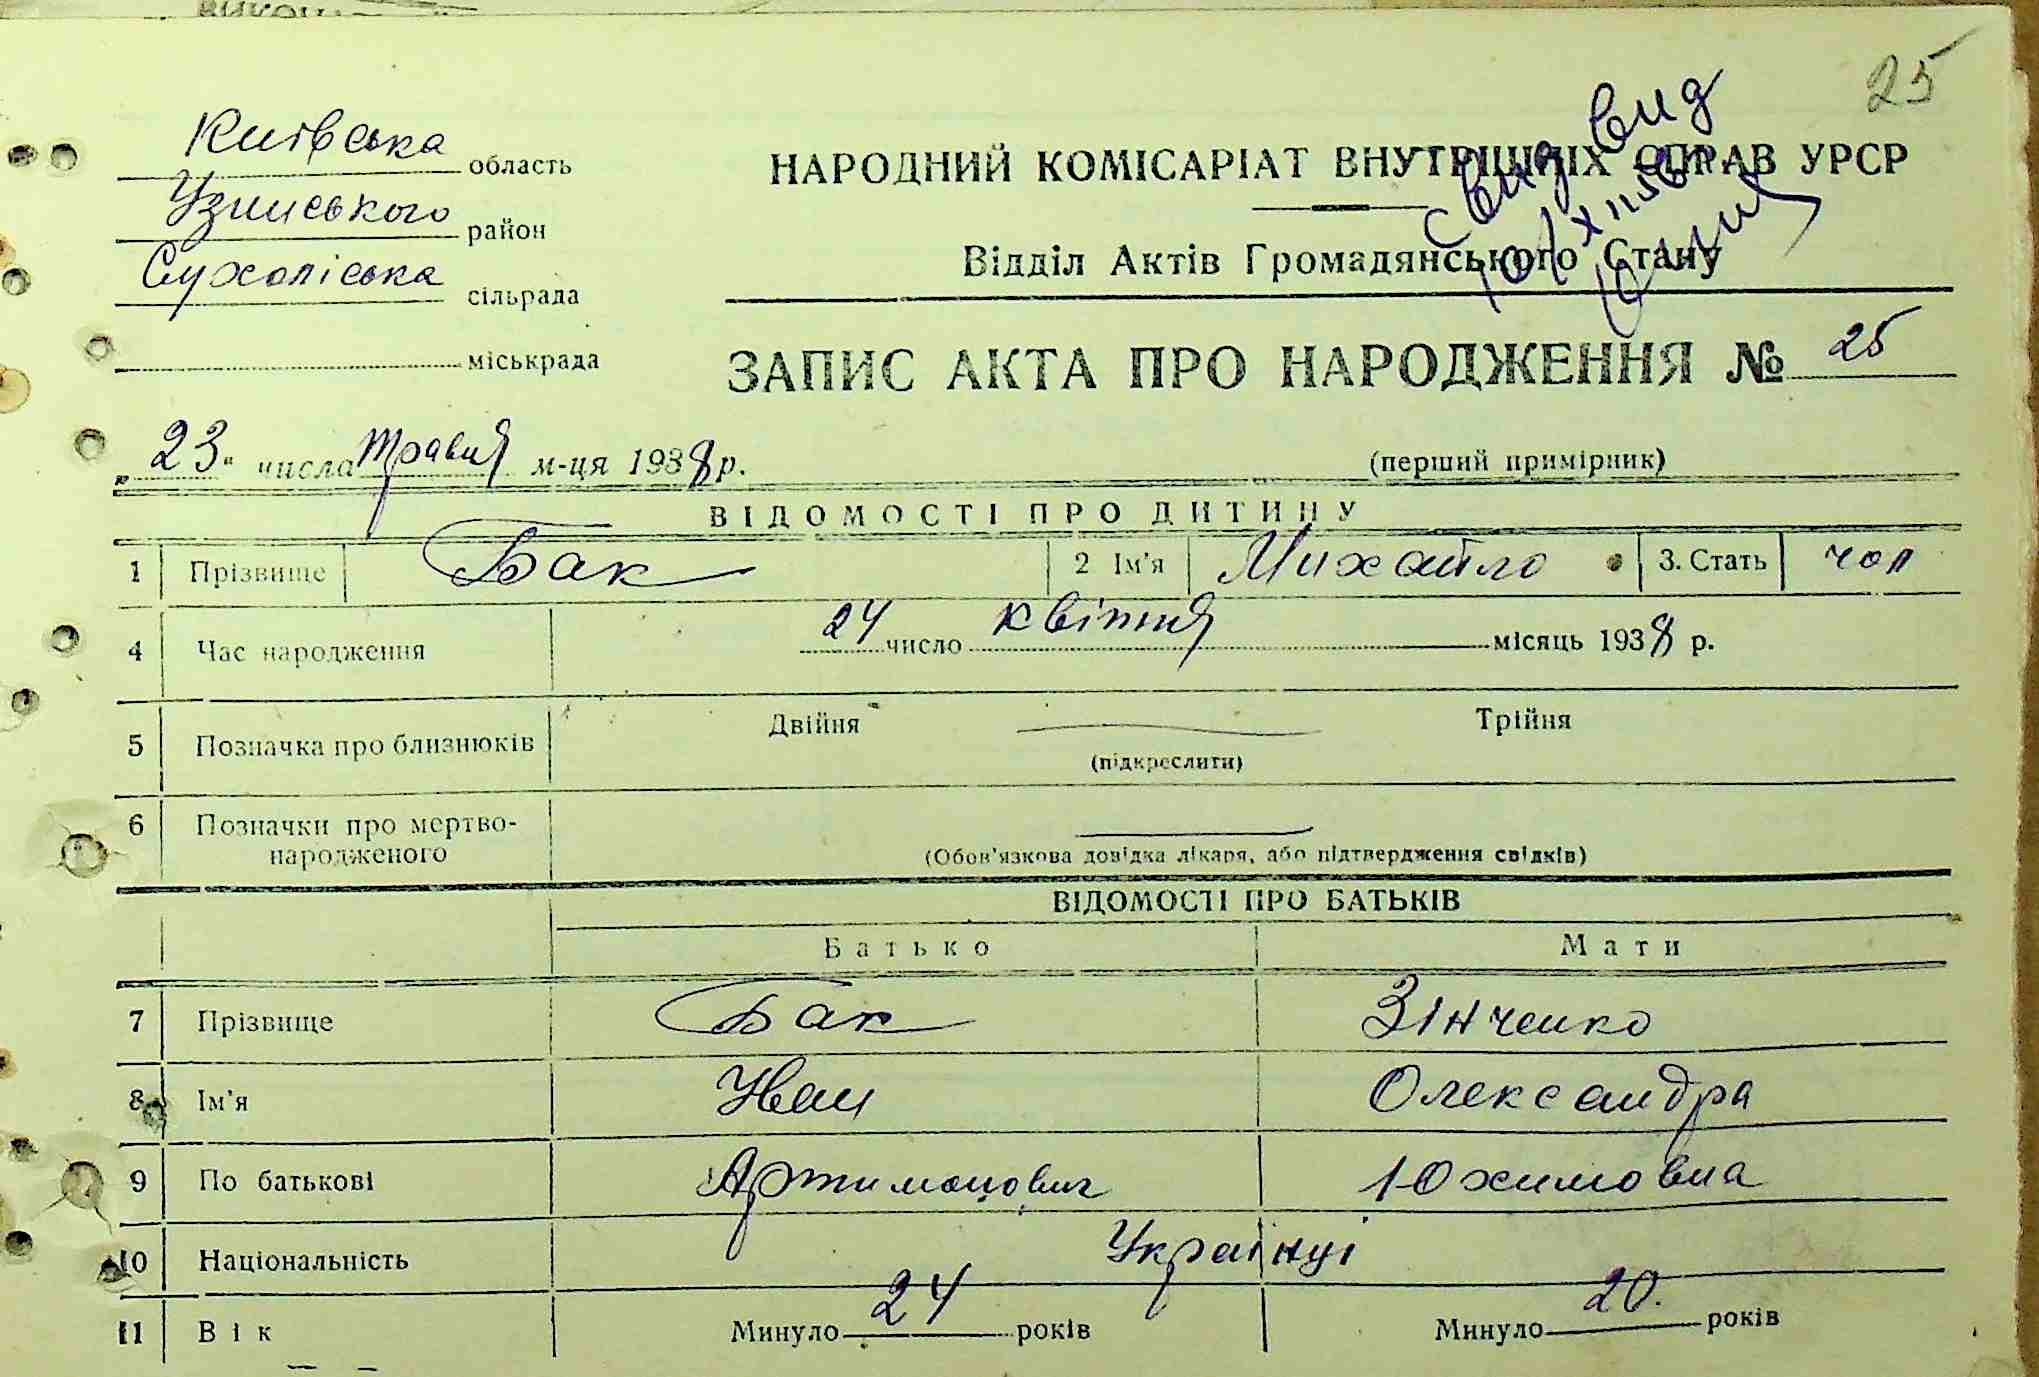 25
Київська область
Узинського район
Сухоліська сільрада
міськрада
НАРОДНИЙ КОМІСАРІАТ ВНУТРІШНІХ СПРАВ УРСР
Відділ Актів Громадянського Стану
ЗАПИС АКТА ПРО НАРОДЖЕННЯ № 25
„23“ числа травня м-ця 1938 р.
(перший примірник)
ВІДОМОСТІ ПРО ДИТИНУ
1 Прізвище Бак 2 Ім'я Михайло 3. Стать чол
4 Час народження 24 число квітня місяць 1938 р.
5 Позначка про близнюків Двійня Трійня
(підкреслити)
6 Позначки про мертво-
народженого
(Обов'язкова довідка лікаря, або підтвердження свідків)
ВІДОМОСТІ ПРО БАТЬКІВ
Батько Мати
7 Прізвище Бак Зінченко
8 Ім'я Иван Олександра
9 По батькові Юхимовна
10 Національність Українці
11 Вік Минуло 24 років Минуло 20. років